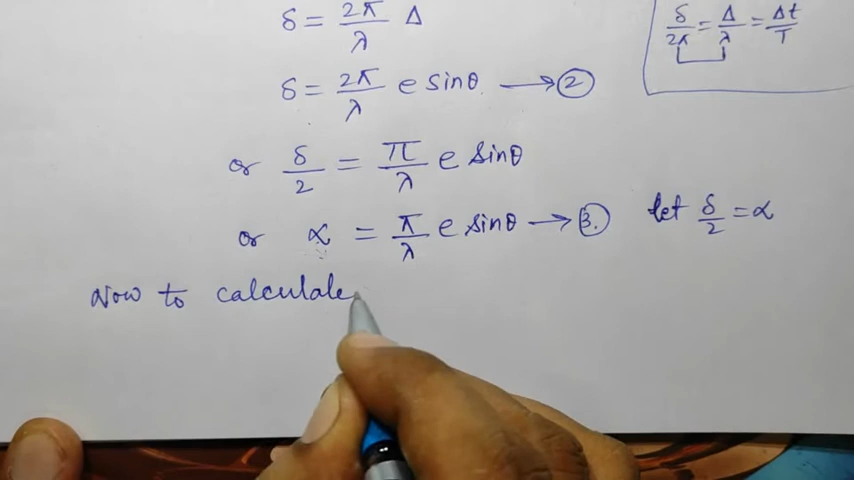 δ = 2π/λ Δ
δ/2π = Δ/λ = Δt/T
δ = 2π/λ e sinθ. → ②
or δ/2 = π/λ e sinθ
or α = π/λ e sinθ → ③. let δ/2 = α
Now to calculate